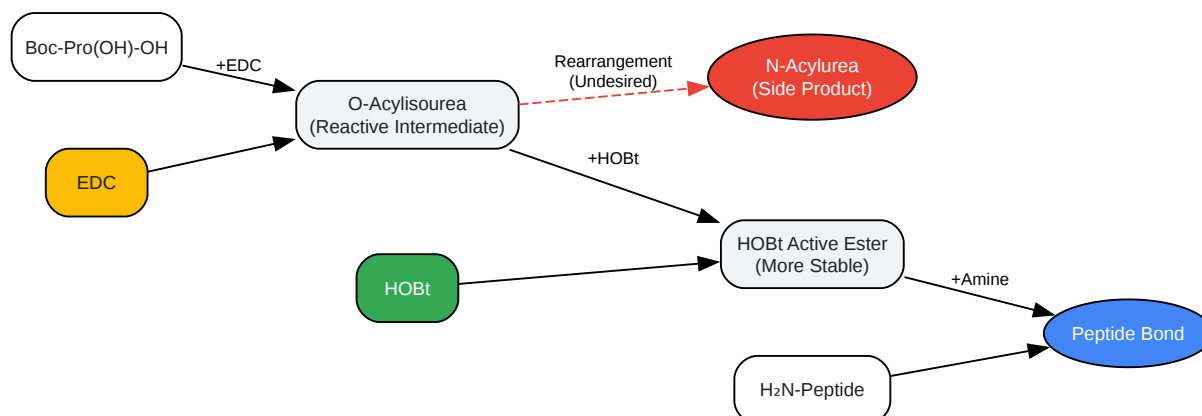 Boc-Pro(OH)-OH
+EDC
EDC
O-Acylisourea
(Reactive Intermediate)
Rearrangement
(Undesired)
N-Acylurea
(Side Product)
+HOBt
HOBt
HOBt Active Ester
(More Stable)
+Amine
H₂N-Peptide
Peptide Bond